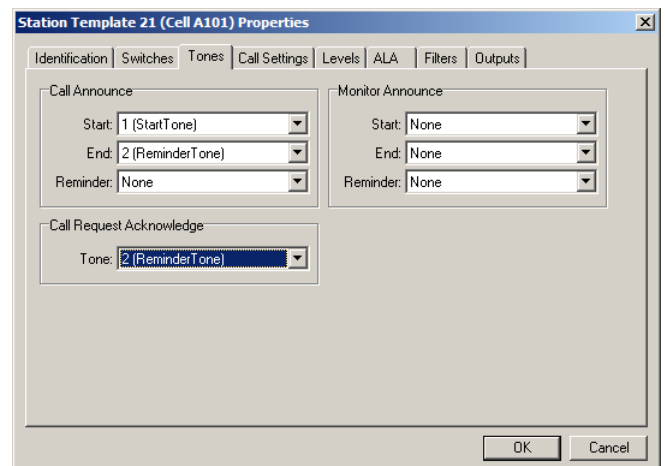 Station Template 21 (Cell A101) Properties
Identification Switches Tones Call Settings Levels ALA Filters Outputs
Call Announce
Start: 1 (StartTone)
End: 2 (ReminderTone)
Reminder: None
Monitor Announce
Start: None
End: None
Reminder: None
Call Request Acknowledge
Tone: 2 (ReminderTone)
OK Cancel